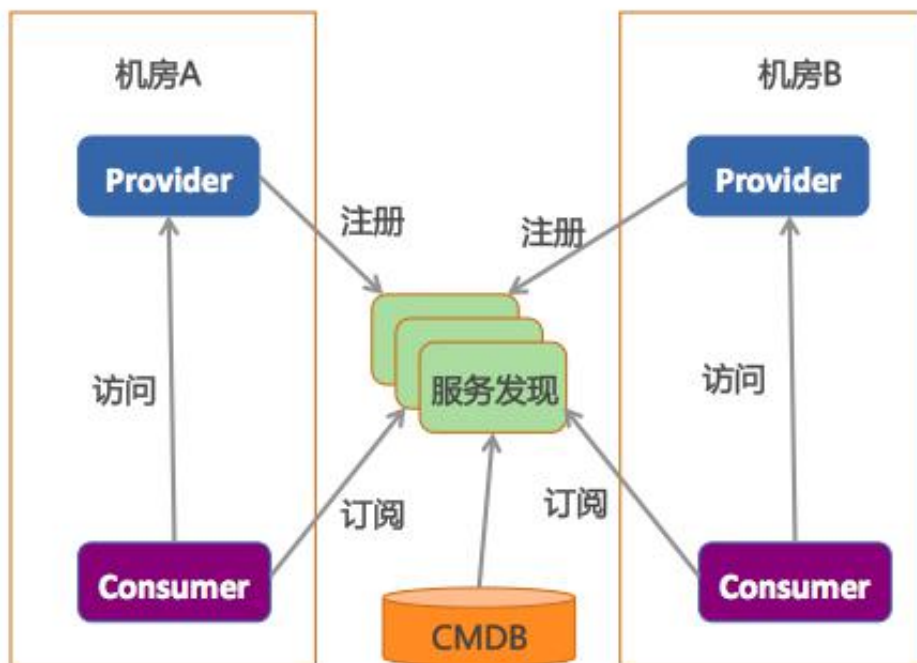 机房A
机房B
Provider
Provider
注册
注册
访问
服务发现
访问
订阅
订阅
Consumer
Consumer
CMDB